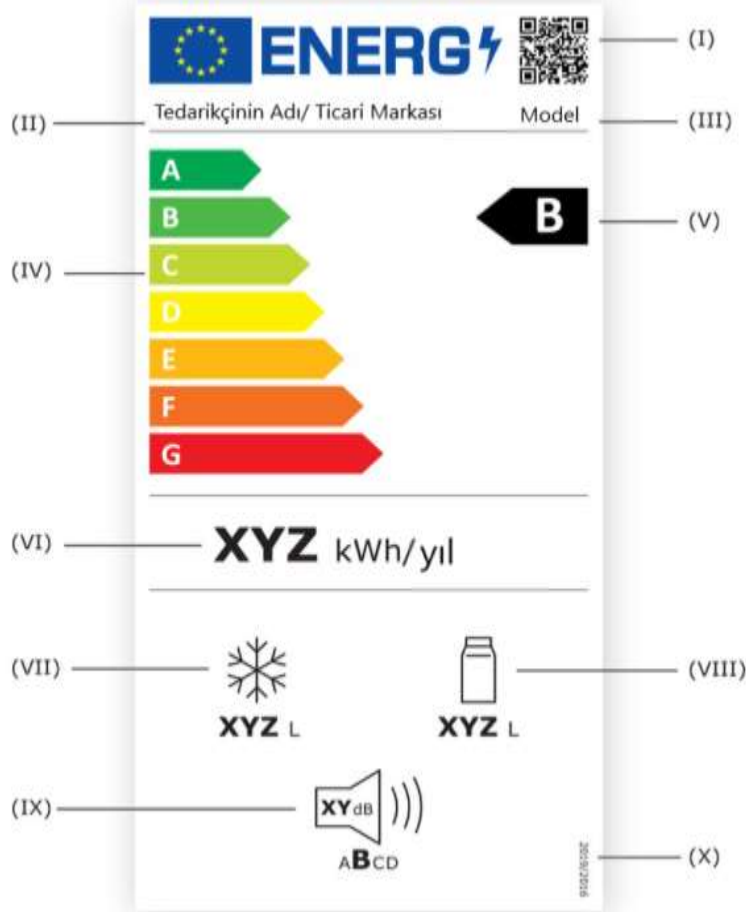 ENERG
(I)
Tedarikçinin Adı/ Ticari Markası
Model
(II)
(III)
A
B
B
(V)
C
(IV)
D
E
F
G
(VI)
XYZ kWh/yıl
(VII)
(VIII)
XYZ L
XYZ L
(IX)
XY dB
ABCD
2019/2016
(X)